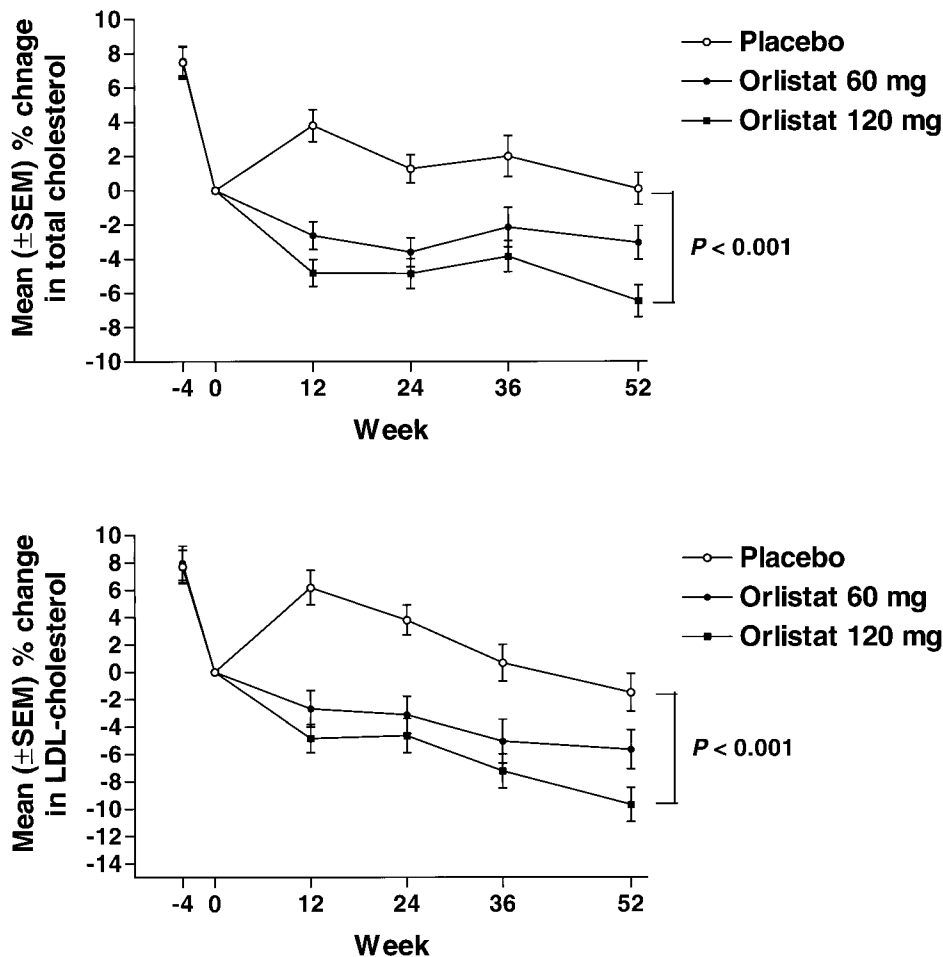 10
8
6
4
2
0
-2
-4
-6
-8
-10
Mean (±SEM) % chnage
in total cholesterol
-4 0 12 24 36 52
Week
Placebo
Orlistat 60 mg
Orlistat 120 mg
P < 0.001
10
8
6
4
2
0
-2
-4
-6
-8
-10
-12
-14
Mean (±SEM) % change
in LDL-cholesterol
-4 0 12 24 36 52
Week
Placebo
Orlistat 60 mg
Orlistat 120 mg
P < 0.001